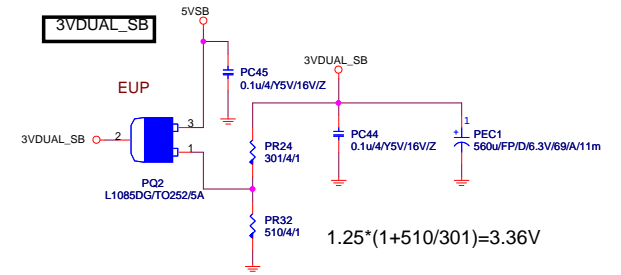 3VDUAL_SB
5VSB
EUP
PC45
0.1u/4/Y5V/16V/Z
3VDUAL_SB
3VDUAL_SB
2
3
1
PQ2
L1085DG/TO252/5A
PR24
301/4/1
PC44
0.1u/4/Y5V/16V/Z
1
+
PEC1
560u/FP/D/6.3V/69/A/11m
PR32
510/4/1
1.25*(1+510/301)=3.36V